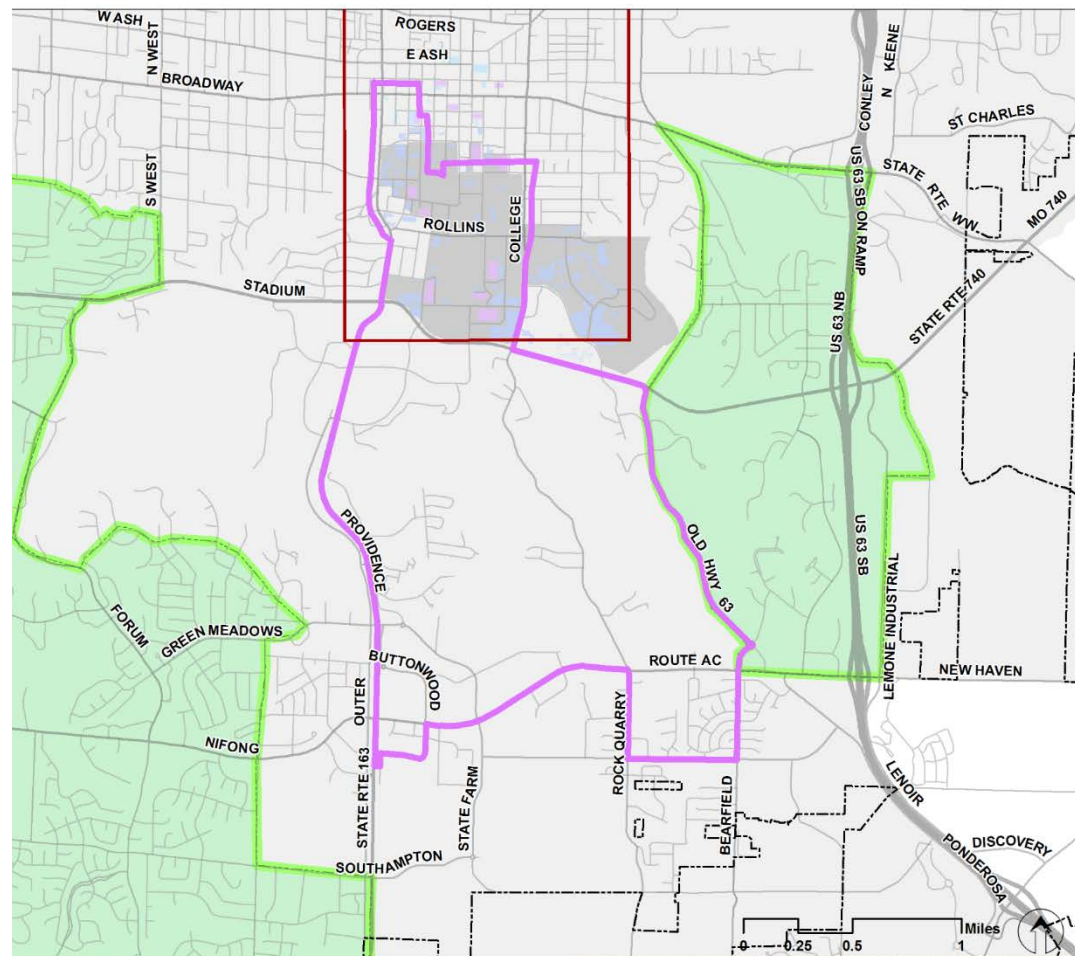 W ASH
N WEST
ROGERS
E ASH
BROADWAY
CONLEY
N KEENE
ST CHARLES
S WEST
US 63 SB ON RAMP
STATE RTE WW
MO 740
ROLLINS
COLLEGE
STADIUM
US 63 NB
STATE RTE 740
PROVIDENCE
OLD HWY 63
US 63 SB
LEMONE INDUSTRIAL
FORUM
GREEN MEADOWS
BUTTONWOOD
ROUTE AC
NEW HAVEN
OUTER
NIFONG
STATE RTE 163
STATE FARM
ROCK QUARRY
BEARFIELD
LENOIR
PONDEROSA
DISCOVERY
SOUTHAMPTON
Miles
0 0.25 0.5 1